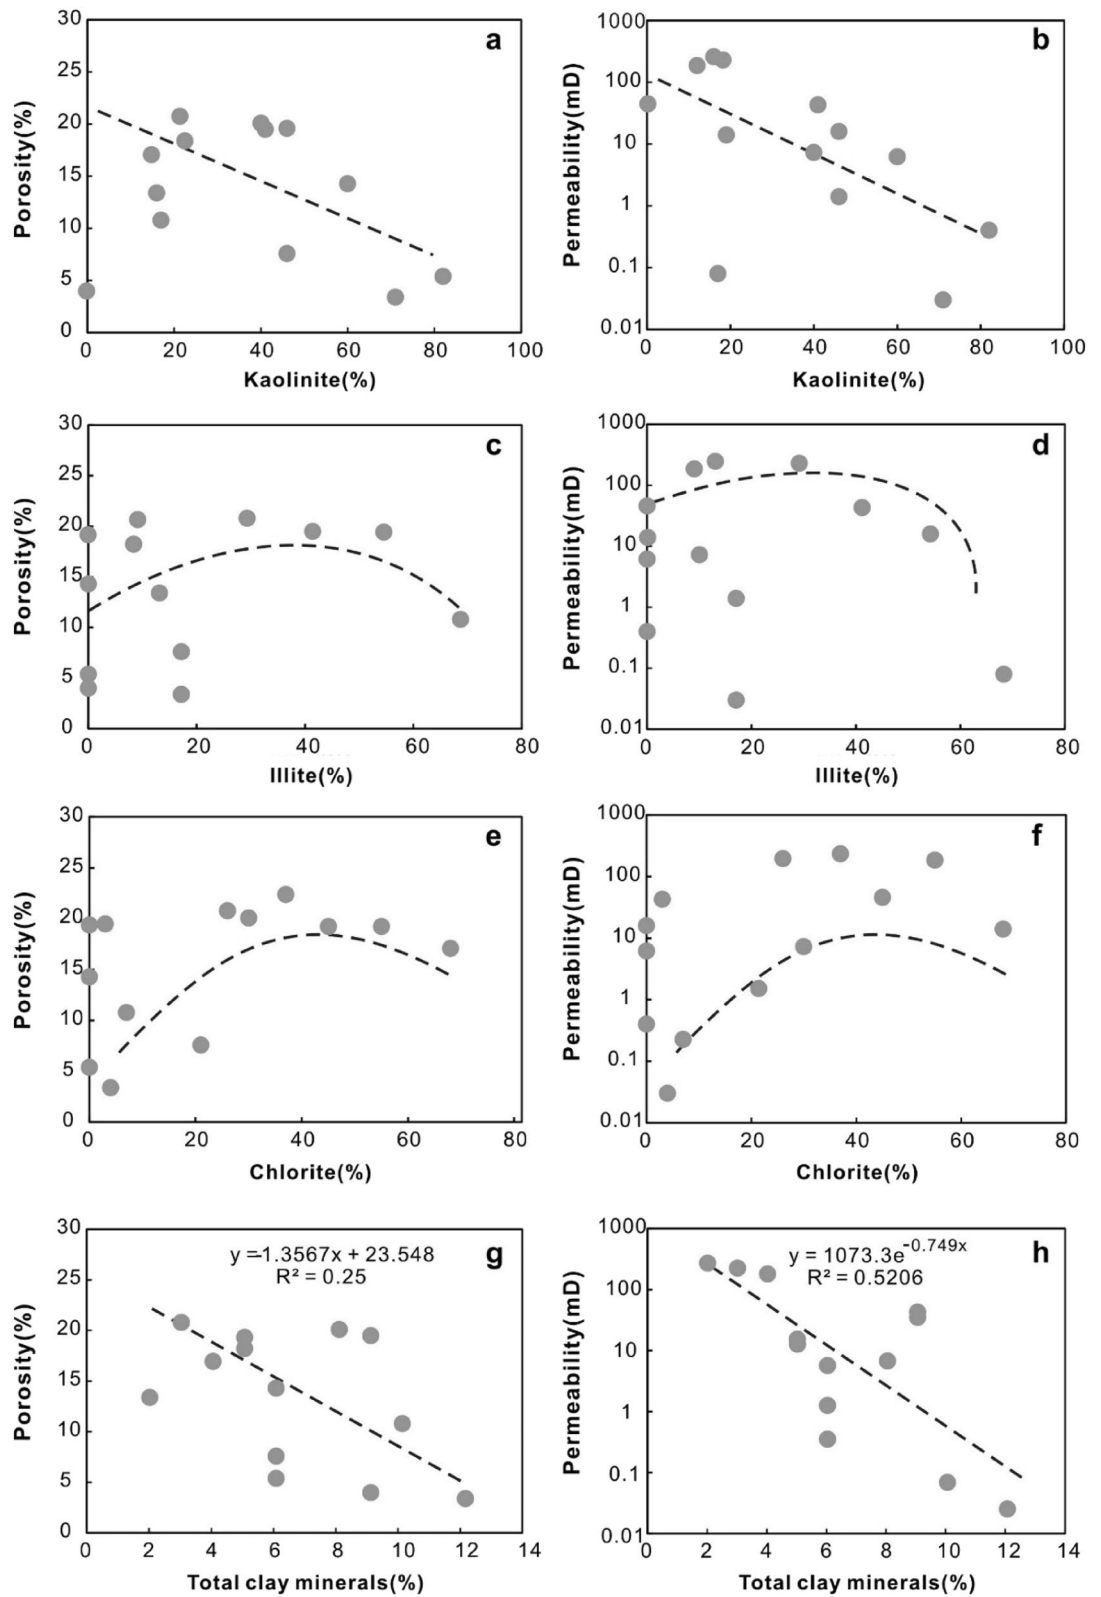 a
Porosity(%)
30
25
20
15
10
5
0
0 20 40 60 80 100
Kaolinite(%)
b
Permeability(mD)
1000
100
10
1
0.1
0.01
0 20 40 60 80 100
Kaolinite(%)
c
Porosity(%)
30
25
20
15
10
5
0
0 20 40 60 80
Illite(%)
d
Permeability(mD)
1000
100
10
1
0.1
0.01
0 20 40 60 80
Illite(%)
e
Porosity(%)
30
25
20
15
10
5
0
0 20 40 60 80
Chlorite(%)
f
Permeability(mD)
1000
100
10
1
0.1
0.01
0 20 40 60 80
Chlorite(%)
g
y =-1.3567x + 23.548
R² = 0.25
Porosity(%)
30
25
20
15
10
5
0
0 2 4 6 8 10 12 14
Total clay minerals(%)
h
y = 1073.3e-0.749x
R² = 0.5206
Permeability(mD)
1000
100
10
1
0.1
0.01
0 2 4 6 8 10 12 14
Total clay minerals(%)